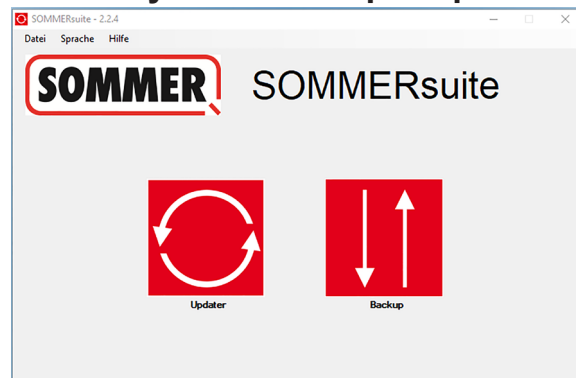 SOMMERsuite - 2.2.4
Datei Sprache Hilfe
SOMMER SOMMERsuite
Updater Backup